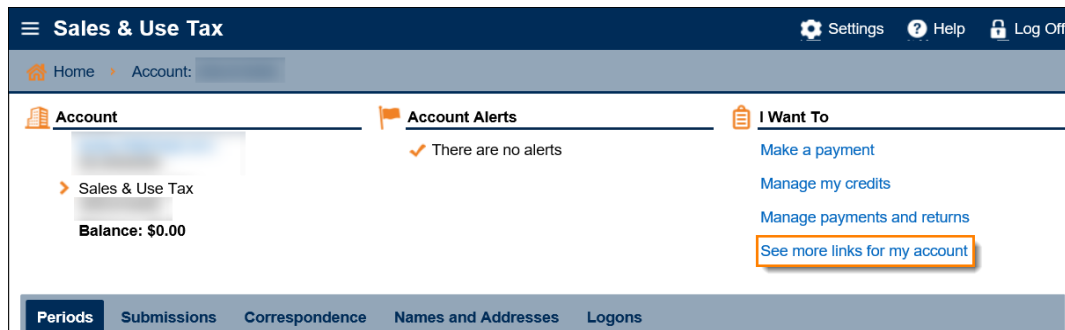 Sales & Use Tax
Settings
Help
Log Off
Home
Account:
Account
Sales & Use Tax
Balance: $0.00
Account Alerts
There are no alerts
I Want To
Make a payment
Manage my credits
Manage payments and returns
See more links for my account
Periods Submissions Correspondence Names and Addresses Logons